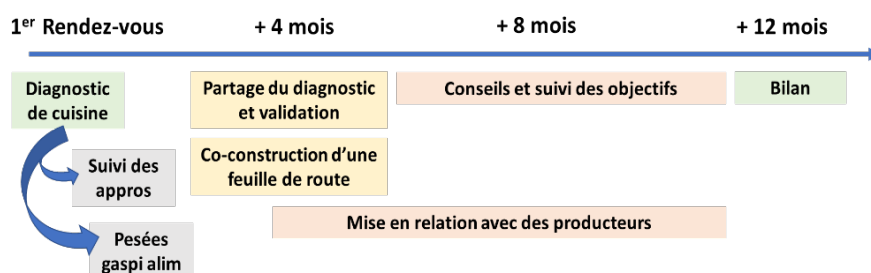 1er Rendez-vous
+ 4 mois
+ 8 mois
+ 12 mois
Diagnostic
de cuisine
Partage du diagnostic
et validation
Conseils et suivi des objectifs
Bilan
Suivi des
appros
Co-construction d'une
feuille de route
Mise en relation avec des producteurs
Pesées
gaspi alim